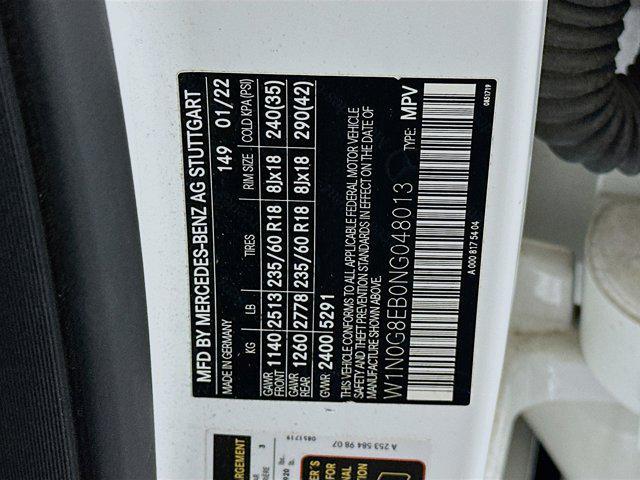 MFD BY MERCEDES-BENZ AG STUTTGART
MADE IN GERMANY 149 01/22
KG LB TIRES RIM SIZE COLD KPA (PSI)
GAWR FRONT 1140 2513 235/60 R18 8Jx18 240(35)
GAWR REAR 1260 2778 235/60 R18 8Jx18 290(42)
GVWR 2400 5291
THIS VEHICLE CONFORMS TO ALL APPLICABLE FEDERAL MOTOR VEHICLE
SAFETY AND THEFT PREVENTION STANDARDS IN EFFECT ON THE DATE OF
MANUFACTURE SHOWN ABOVE.
W1N0G8EB0NG048013 TYPE: MPV
A 000 817 54 04 0851719
A 253 584 98 07
0851719
3